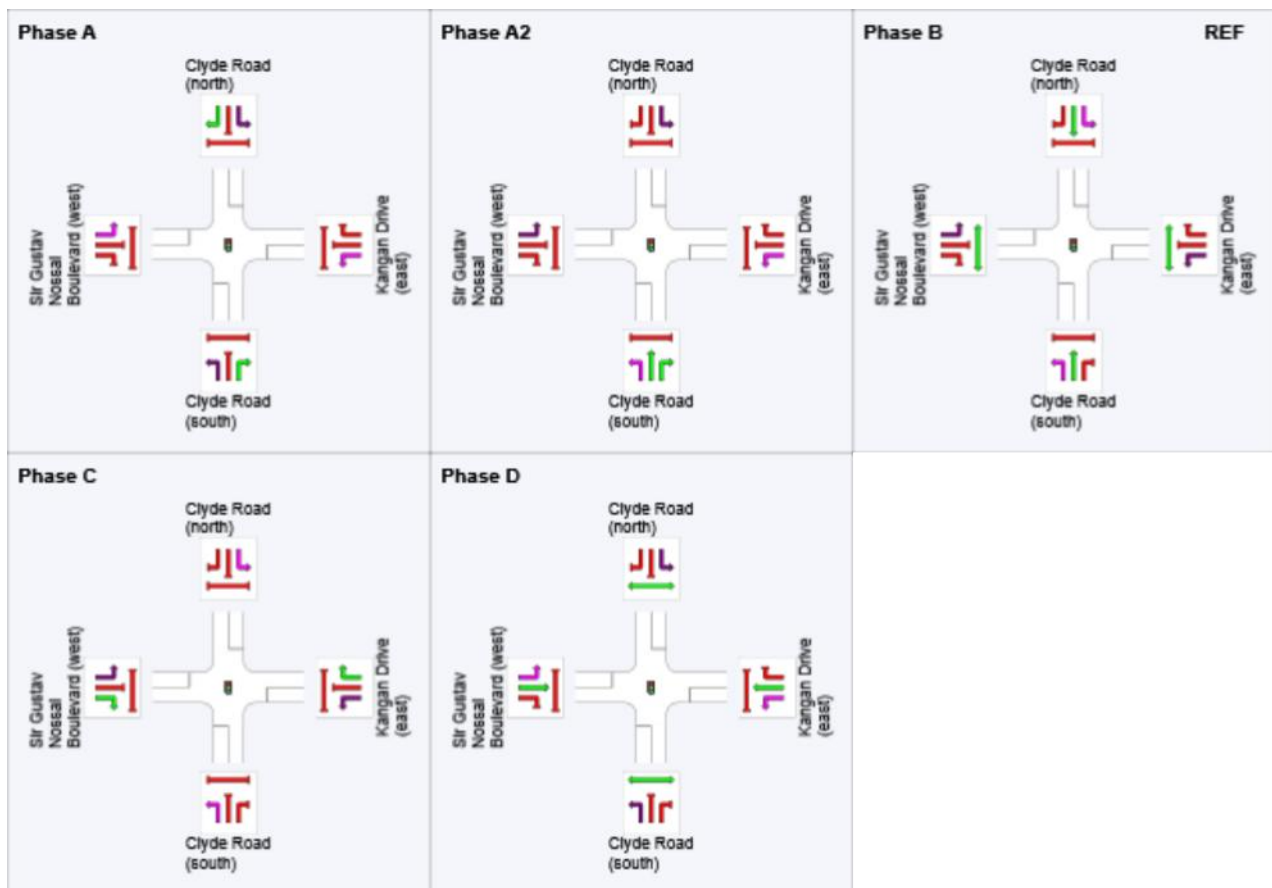 Phase A
Clyde Road
(north)
Sir Gustav
Nossal
Boulevard (west)
Kangan Drive
(east)
Clyde Road
(south)
Phase A2
Clyde Road
(north)
Sir Gustav
Nossal
Boulevard (west)
Kangan Drive
(east)
Clyde Road
(south)
Phase B
REF
Clyde Road
(north)
Sir Gustav
Nossal
Boulevard (west)
Kangan Drive
(east)
Clyde Road
(south)
Phase C
Clyde Road
(north)
Sir Gustav
Nossal
Boulevard (west)
Kangan Drive
(east)
Clyde Road
(south)
Phase D
Clyde Road
(north)
Sir Gustav
Nossal
Boulevard (west)
Kangan Drive
(east)
Clyde Road
(south)